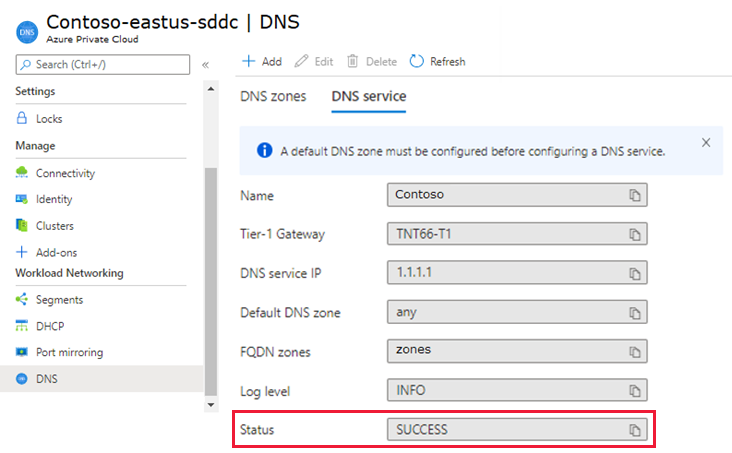 Contoso-eastus-sddc | DNS
DNS
Azure Private Cloud
Search (Ctrl+/)
«
Settings
Locks
Manage
Connectivity
Identity
Clusters
Add-ons
Workload Networking
Segments
DHCP
Port mirroring
DNS
Add Edit Delete Refresh
DNS zones DNS service
A default DNS zone must be configured before configuring a DNS service.
Name Contoso
Tier-1 Gateway TNT66-T1
DNS service IP 1.1.1.1
Default DNS zone any
FQDN zones zones
Log level INFO
Status SUCCESS